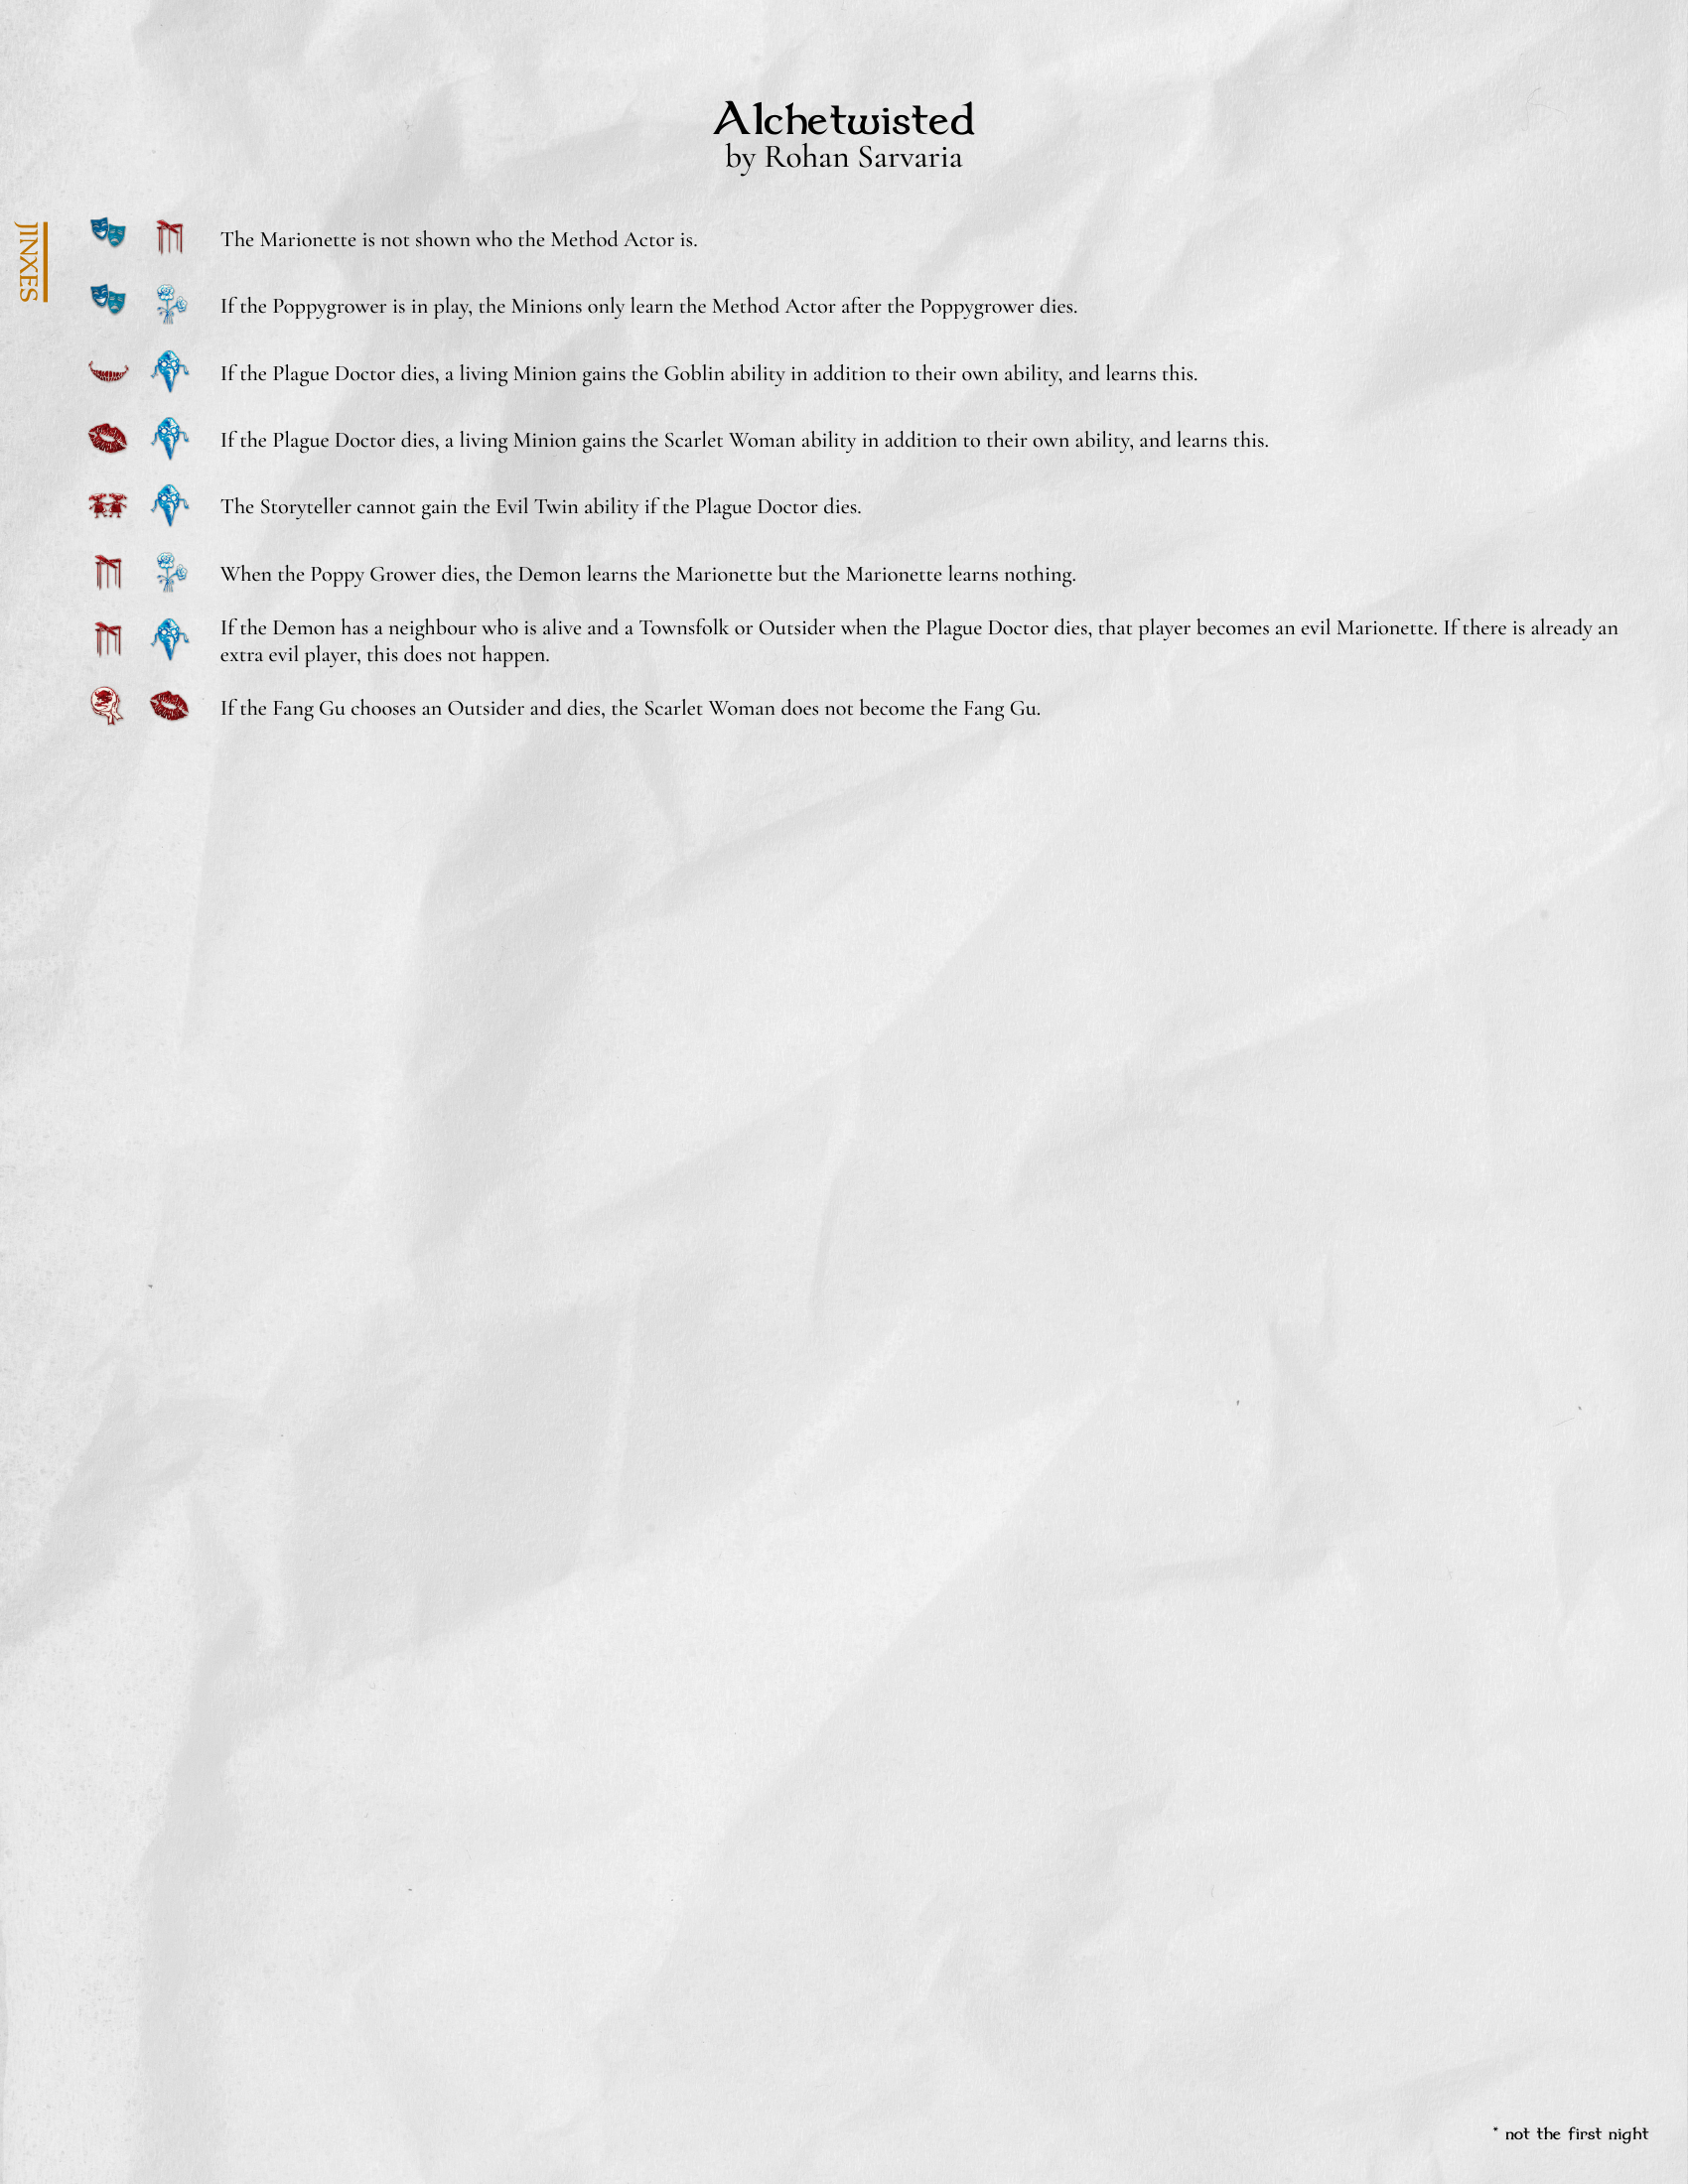 Alchetwisted
by Rohan Sarvaria
JINXES
The Marionette is not shown who the Method Actor is.
If the Poppygrower is in play, the Minions only learn the Method Actor after the Poppygrower dies.
If the Plague Doctor dies, a living Minion gains the Goblin ability in addition to their own ability, and learns this.
If the Plague Doctor dies, a living Minion gains the Scarlet Woman ability in addition to their own ability, and learns this.
The Storyteller cannot gain the Evil Twin ability if the Plague Doctor dies.
When the Poppy Grower dies, the Demon learns the Marionette but the Marionette learns nothing.
If the Demon has a neighbour who is alive and a Townsfolk or Outsider when the Plague Doctor dies, that player becomes an evil Marionette. If there is already an
extra evil player, this does not happen.
If the Fang Gu chooses an Outsider and dies, the Scarlet Woman does not become the Fang Gu.
* not the first night